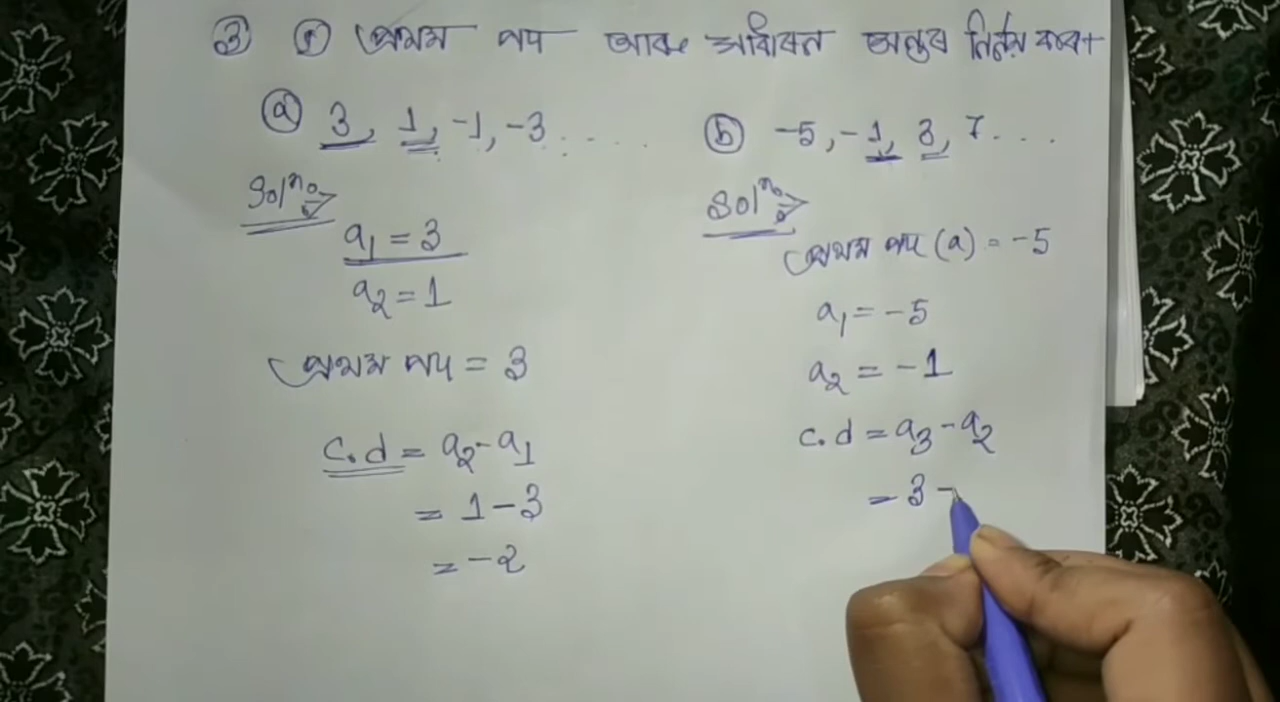 ③ ⓡ প্ৰথম পদ আৰু সাধাৰণ অন্তৰ নিৰ্ণয় কৰা
ⓐ 3, 1, -1, -3 ......
Solⁿ:
a₁ = 3
a₂ = 1
প্ৰথম পদ = 3
c.d = a₂ - a₁
= 1 - 3
= -2
ⓑ -5, -1, 3, 7 ....
Solⁿ:
প্ৰথম পদ (a) = -5
a₁ = -5
a₂ = -1
c.d = a₃ - a₂
= 3 -